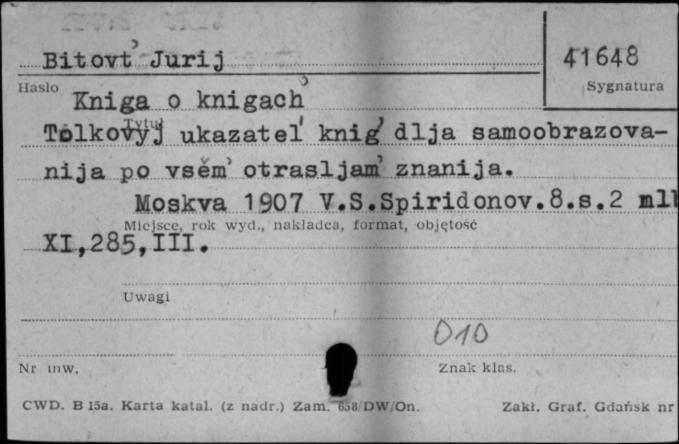 Bitovt' Jurij
41648
Hasło
Sygnatura
Kniga o knigach'
Tytuł
Tolkovyj ukazatel' knig' dlja samoobrazova-
nija po vsěm' otrasljam' znanija.
Moskva 1907 V.S.Spiridonov.8.s.2 nlb
Miejsce, rok wyd., nakładca, format, objętość
XI,285,III.
Uwagi
010
Nr inw.
Znak klas.
CWD. B 15a. Karta katal. (z nadr.) Zam. 658/DW/On.
Zakł. Graf. Gdańsk nr